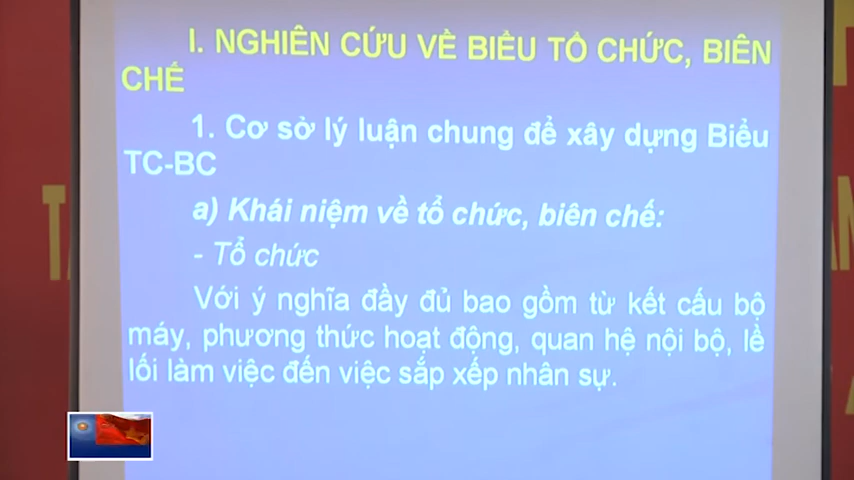 I. NGHIÊN CỨU VỀ BIỂU TỔ CHỨC, BIÊN
CHẾ
1. Cơ sở lý luận chung để xây dựng Biểu
TC-BC
a) Khái niệm về tổ chức, biên chế:
- Tổ chức
Với ý nghĩa đầy đủ bao gồm từ kết cấu bộ
máy, phương thức hoạt động, quan hệ nội bộ, lề
lối làm việc đến việc sắp xếp nhân sự.